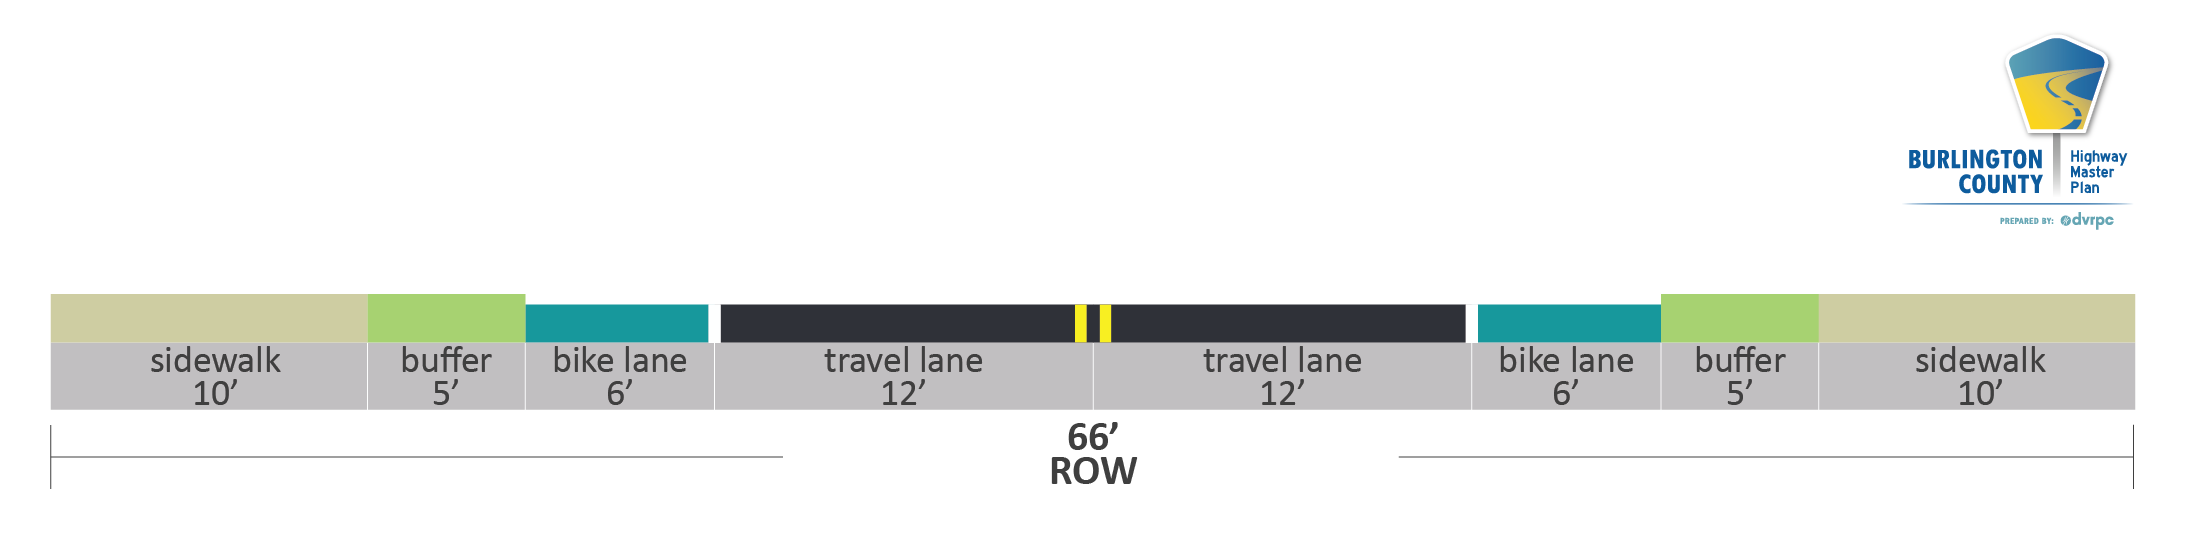 BURLINGTON
COUNTY
Highway
Master
Plan
PREPARED BY: dvrpc
sidewalk
10’
buffer
5’
bike lane
6’
travel lane
12’
travel lane
12’
bike lane
6’
buffer
5’
sidewalk
10’
66’
ROW